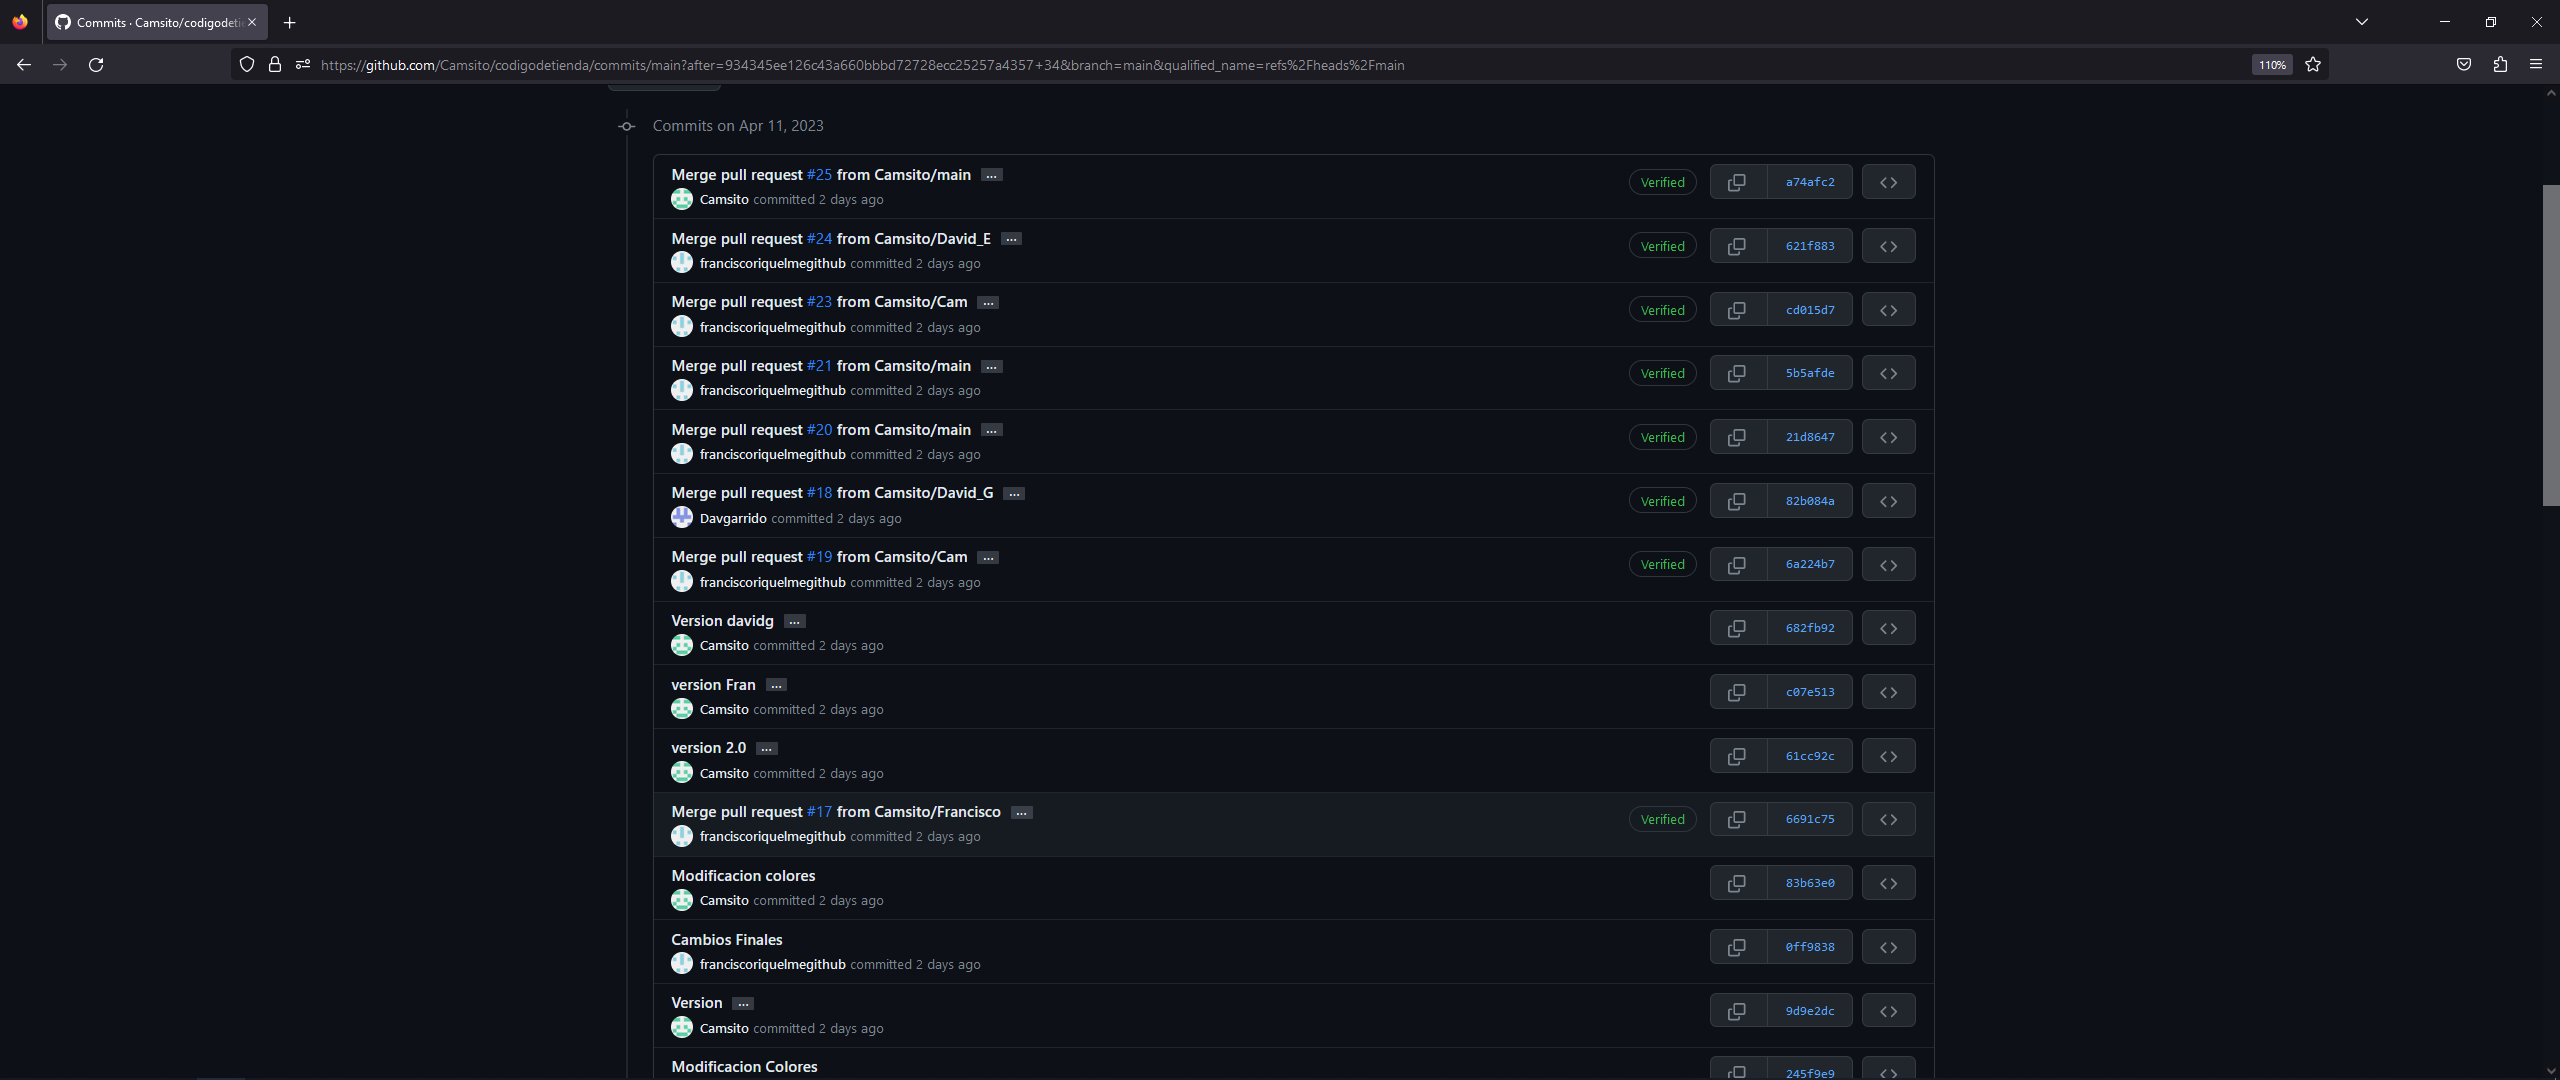 Commits · Camsito/codigodeti
https://github.com/Camsito/codigodetienda/commits/main?after=934345ee126c43a660bbbd72728ecc25257a4357+34&branch=main&qualified_name=refs%2Fheads%2Fmain
110%
Commits on Apr 11, 2023
Merge pull request #25 from Camsito/main ...
Camsito committed 2 days ago
Verified
a74afc2
Merge pull request #24 from Camsito/David_E ...
franciscoriquelmegithub committed 2 days ago
Verified
621f883
Merge pull request #23 from Camsito/Cam ...
franciscoriquelmegithub committed 2 days ago
Verified
cd015d7
Merge pull request #21 from Camsito/main ...
franciscoriquelmegithub committed 2 days ago
Verified
5b5afde
Merge pull request #20 from Camsito/main ...
franciscoriquelmegithub committed 2 days ago
Verified
21d8647
Merge pull request #18 from Camsito/David_G ...
Davgarrido committed 2 days ago
Verified
82b084a
Merge pull request #19 from Camsito/Cam ...
franciscoriquelmegithub committed 2 days ago
Verified
6a224b7
Version davidg ...
Camsito committed 2 days ago
682fb92
version Fran ...
Camsito committed 2 days ago
c07e513
version 2.0 ...
Camsito committed 2 days ago
61cc92c
Merge pull request #17 from Camsito/Francisco ...
franciscoriquelmegithub committed 2 days ago
Verified
6691c75
Modificacion colores
Camsito committed 2 days ago
83b63e0
Cambios Finales
franciscoriquelmegithub committed 2 days ago
0ff9838
Version ...
Camsito committed 2 days ago
9d9e2dc
Modificacion Colores
245f9e9